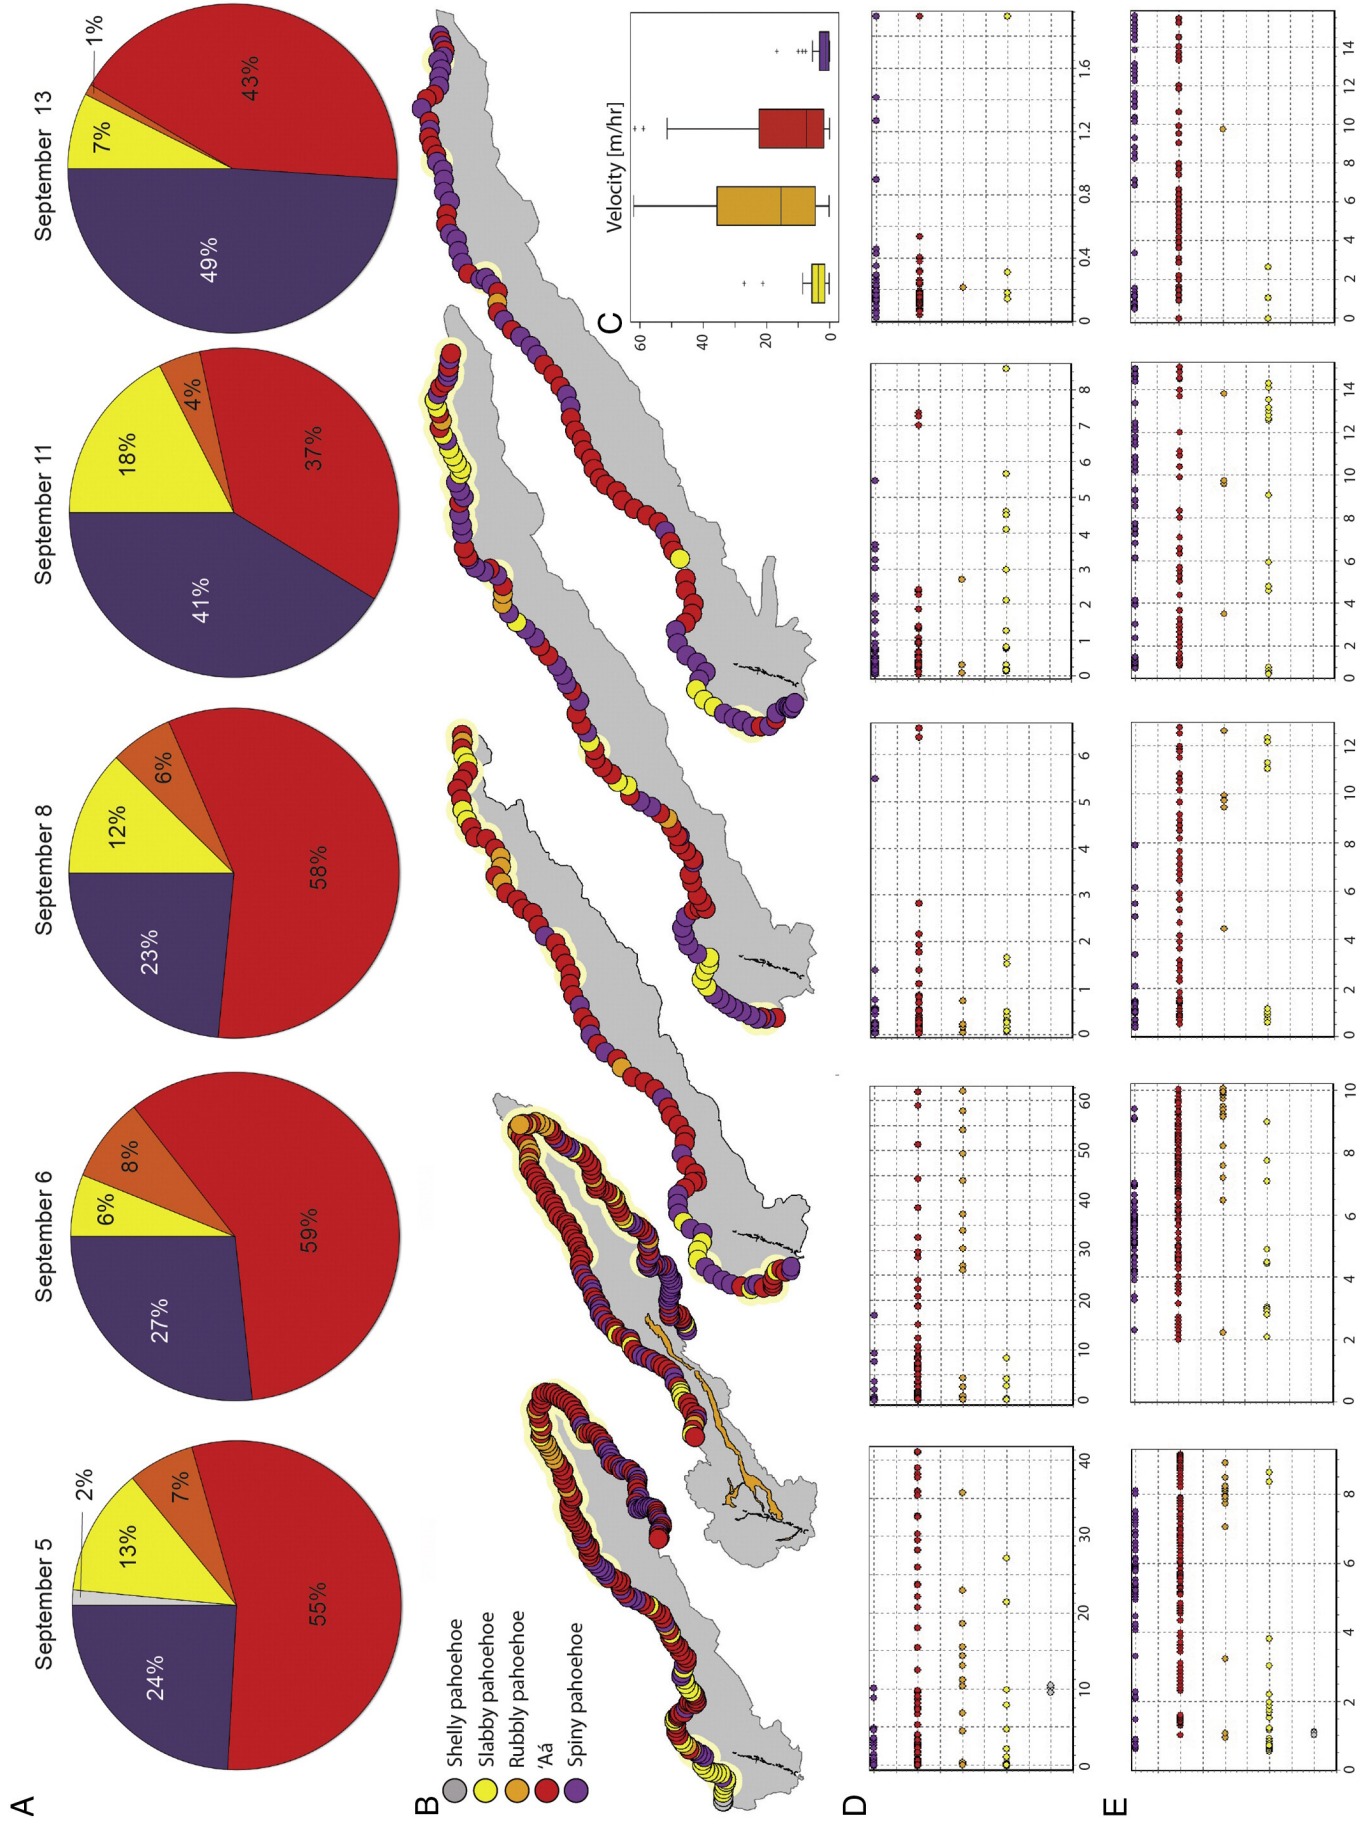 A
September 5
September 6
September 8
September 11
September 13
24%
2%
13%
7%
55%
27%
6%
8%
59%
23%
12%
6%
58%
41%
18%
4%
37%
49%
7%
1%
43%
B
Shelly pahoehoe
Slabby pahoehoe
Rubbly pahoehoe
'Aá
Spiny pahoehoe
C
Velocity [m/hr]
60
40
20
0
D
0 10 20 30 40
0 10 20 30 40 50 60
0 1 2 3 4 5 6
0 1 2 3 4 5 6 7 8
0 0.4 0.8 1.2 1.6
E
0 2 4 6 8
0 2 4 6 8 10
0 2 4 6 8 10 12
0 2 4 6 8 10 12 14
0 2 4 6 8 10 12 14